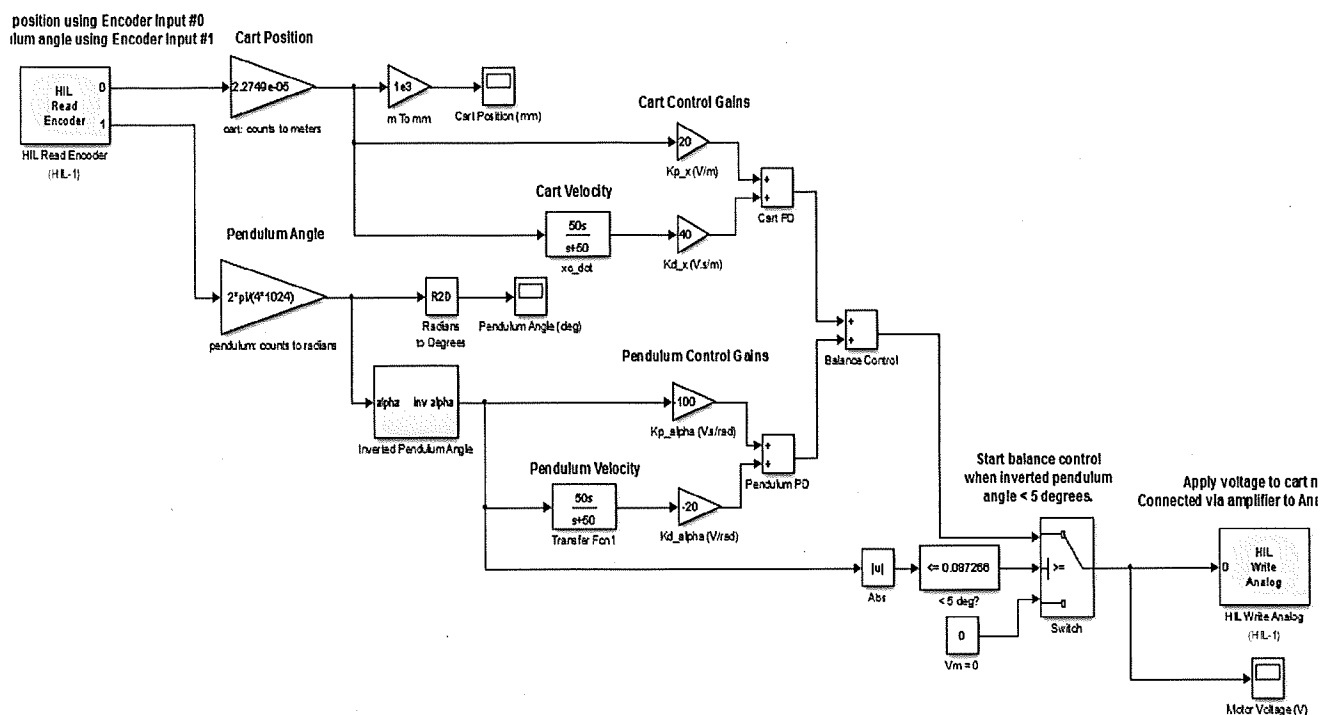 position using Encoder Input #0
lum angle using Encoder Input #1
Cart Position
HIL
Read
Encoder
0
1
HIL Read Encoder
(HIL-1)
2.2749e-05
cart: counts to meters
1e3
m To mm
Cart Position (mm)
Cart Control Gains
20
Kp_x (V/m)
Cart Velocity
50s
s+50
xc_dot
40
Kd_x (V.s/m)
+
+
Cart PD
Pendulum Angle
2*pi/(4*1024)
pendulum: counts to radians
R2D
Radians
to Degrees
Pendulum Angle (deg)
+
+
Balance Control
alpha
inv alpha
Inverted Pendulum Angle
Pendulum Control Gains
-100
Kp_alpha (V.s/rad)
Pendulum Velocity
50s
s+50
Transfer Fcn1
-20
Kd_alpha (V/rad)
+
+
Pendulum PD
Start balance control
when inverted pendulum
angle < 5 degrees.
|u|
Abs
<= 0.087266
< 5 deg?
0
Vm = 0
>=
Switch
Apply voltage to cart
Connected via amplifier to
0
HIL
Write
Analog
HIL Write Analog
(HIL-1)
Motor Voltage (V)